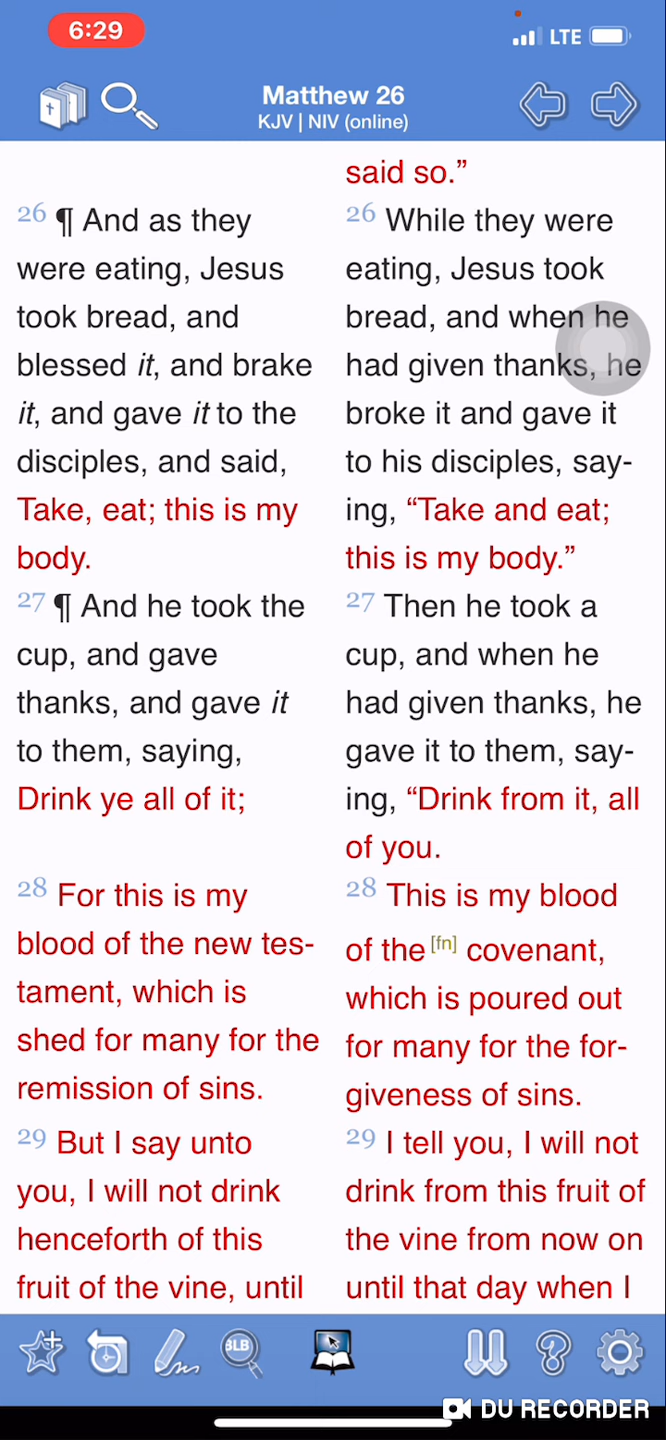 6:29
LTE
Matthew 26
KJV | NIV (online)
26 ¶ And as they
were eating, Jesus
took bread, and
blessed it, and brake
it, and gave it to the
disciples, and said,
Take, eat; this is my
body.
27 ¶ And he took the
cup, and gave
thanks, and gave it
to them, saying,
Drink ye all of it;
28 For this is my
blood of the new tes-
tament, which is
shed for many for the
remission of sins.
29 But I say unto
you, I will not drink
henceforth of this
fruit of the vine, until
said so.”
26 While they were
eating, Jesus took
bread, and when he
had given thanks, he
broke it and gave it
to his disciples, say-
ing, “Take and eat;
this is my body.”
27 Then he took a
cup, and when he
had given thanks, he
gave it to them, say-
ing, “Drink from it, all
of you.
28 This is my blood
of the [fn] covenant,
which is poured out
for many for the for-
giveness of sins.
29 I tell you, I will not
drink from this fruit of
the vine from now on
until that day when I
BLB
DU RECORDER